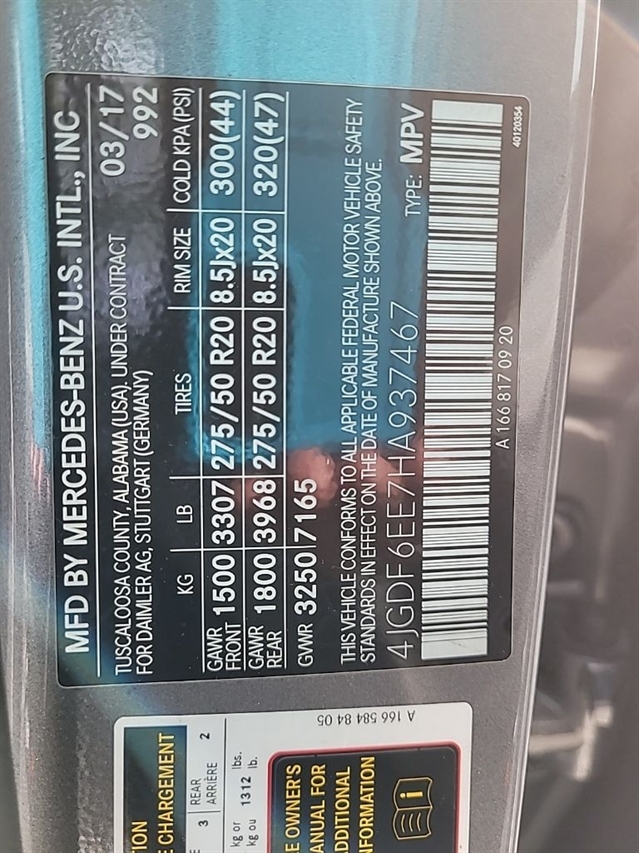 MFD BY MERCEDES-BENZ U.S. INTL., INC
TUSCALOOSA COUNTY, ALABAMA (USA). UNDER CONTRACT 03/17
FOR DAIMLER AG, STUTTGART (GERMANY) 992
KG LB TIRES RIM SIZE COLD KPA(PSI)
GAWR FRONT 1500 3307 275/50 R20 8.5Jx20 300(44)
GAWR REAR 1800 3968 275/50 R20 8.5Jx20 320(47)
GVWR 3250 7165
THIS VEHICLE CONFORMS TO ALL APPLICABLE FEDERAL MOTOR VEHICLE SAFETY
STANDARDS IN EFFECT ON THE DATE OF MANUFACTURE SHOWN ABOVE.
4JGDF6EE7HA937467 TYPE: MPV
A 166 817 09 20
40120354
CHARGEMENT
3 REAR 2
ARRIÈRE
kg or 1312 lbs.
kg ou lb.
OWNER'S
FOR
A 166 584 84 05